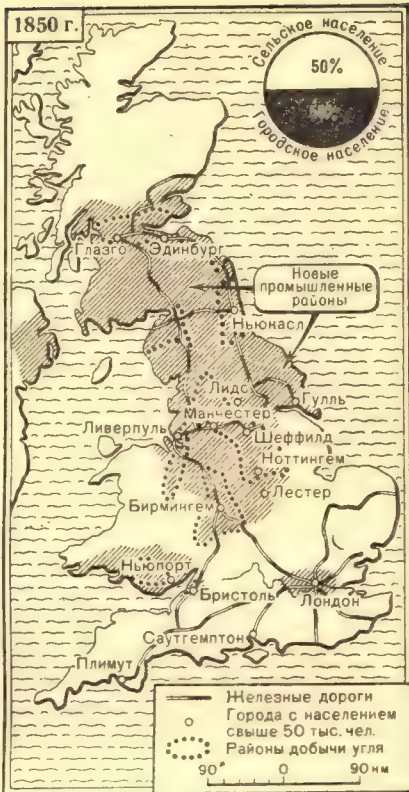 1850 г.
Сельское население
50%
Городское население
Глазго
Эдинбург
Новые
промышленные
районы
Ньюкасл
Лидс
Гулль
Манчестер
Ливерпуль
Шеффилд
Ноттингем
Лестер
Бирмингем
Ньюпорт
Бристоль
Лондон
Саутгемптон
Плимут
Железные дороги
Города с населением
свыше 50 тыс. чел.
Районы добычи угля
90 0 90 км